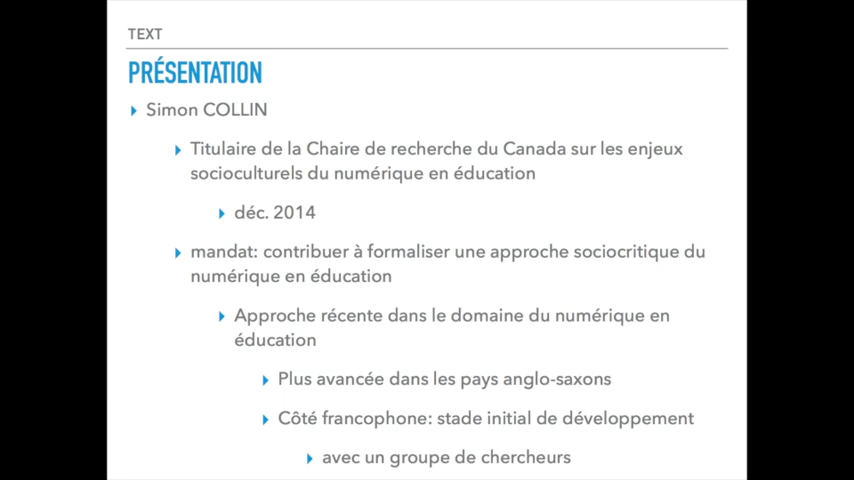 TEXT
PRÉSENTATION
Simon COLLIN
Titulaire de la Chaire de recherche du Canada sur les enjeux
socioculturels du numérique en éducation
déc. 2014
mandat: contribuer à formaliser une approche sociocritique du
numérique en éducation
Approche récente dans le domaine du numérique en
éducation
Plus avancée dans les pays anglo-saxons
Côté francophone: stade initial de développement
avec un groupe de chercheurs